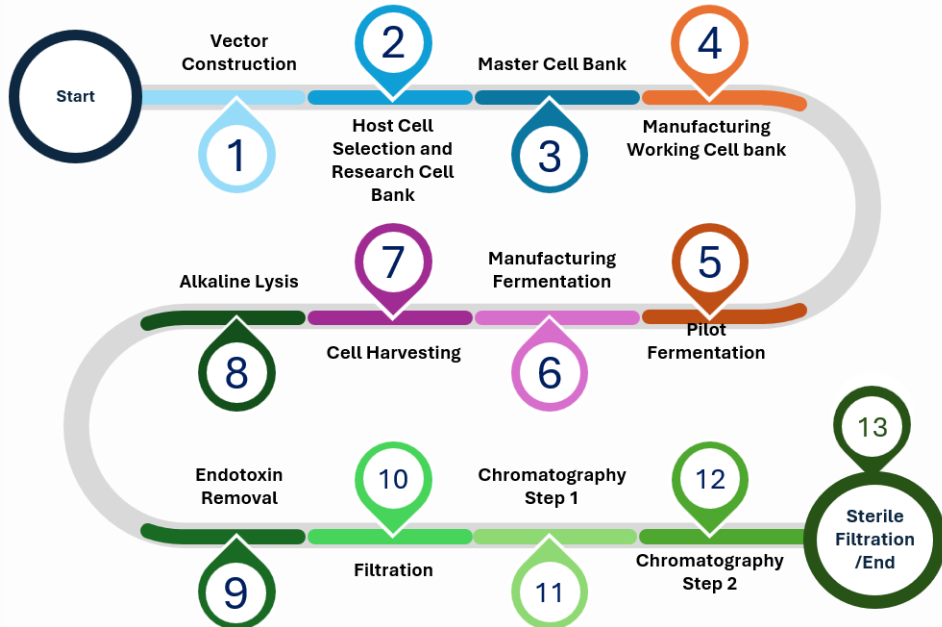 Start
Vector
Construction
1
2
Host Cell
Selection and
Research Cell
Bank
Master Cell Bank
3
4
Manufacturing
Working Cell bank
5
Pilot
Fermentation
Manufacturing
Fermentation
6
7
Cell Harvesting
Alkaline Lysis
8
Endotoxin
Removal
9
10
Filtration
Chromatography
Step 1
11
12
Chromatography
Step 2
13
Sterile
Filtration
/End